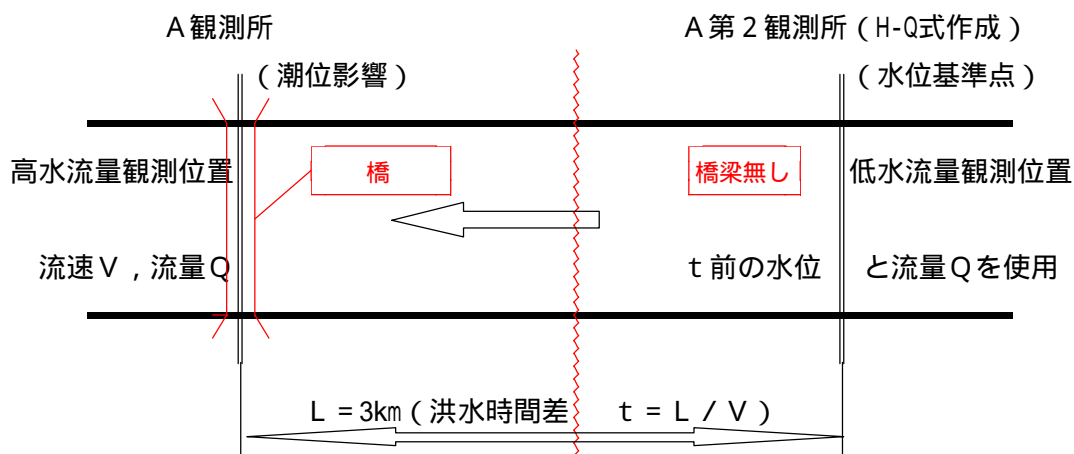 A観測所
A第2観測所(H-Q式作成)
(潮位影響)
(水位基準点)
高水流量観測位置
橋
橋梁無し
低水流量観測位置
流速V,流量Q
t前の水位
と流量Qを使用
L=3km(洪水時間差 t=L/V)